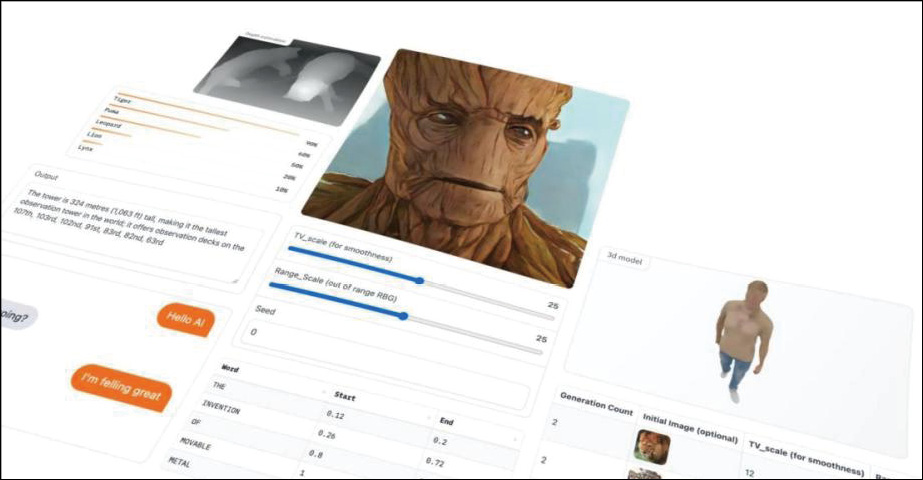 Depth estimation
Tiger
90%
Puma
60%
Leopard
50%
Lion
20%
Lynx
10%
Output
The tower is 324 metres (1,063 ft) tall, making it the tallest
observation tower in the world; it offers observation decks on the
107th, 103rd, 102nd, 91st, 83rd, 82nd, 63rd
oing?
Hello AI
I'm felling great
TV_scale (for smoothness)
25
Range_Scale (out of range RBG)
25
Seed
0
Word Start End
THE 0.12 0.2
INVENTION 0.26 0.72
OF 0.8
MOVABLE 1
METAL
3d model
Generation Count Initial Image (optional) TV_scale (for smoothness) Ra
2 12
2